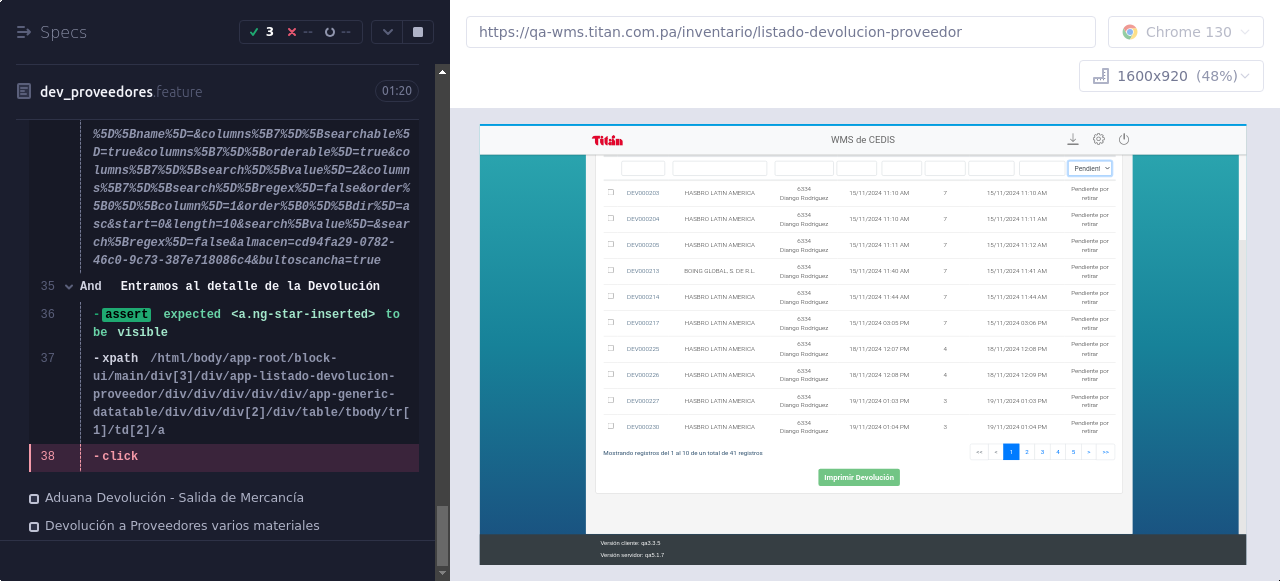 Specs
3
--
--
dev_proveedores.feature
01:20
%5D%5Bname%5D=&columns%5B7%5D%5Bsearchable%5
D=true&columns%5B7%5D%5Borderable%5D=true&co
lumns%5B7%5D%5Bsearch%5D%5Bvalue%5D=2&column
s%5B7%5D%5Bsearch%5D%5Bregex%5D=false&order%
5B0%5D%5Bcolumn%5D=1&order%5B0%5D%5Bdir%5D=a
sc&start=0&length=10&search%5Bvalue%5D=&sear
ch%5Bregex%5D=false&almacen=cd94fa29-0782-
46c0-9c73-387e718086c4&bultoscancha=true
35 And Entramos al detalle de la Devolución
36 -assert expected <a.ng-star-inserted> to
be visible
37 -xpath /html/body/app-root/block-
ui/main/div[3]/div/app-listado-devolucion-
proveedor/div/div/div/div/div/app-generic-
datatable/div/div/div[2]/div/table/tbody/tr[
1]/td[2]/a
38 -click
Aduana Devolución - Salida de Mercancía
Devolución a Proveedores varios materiales
https://qa-wms.titan.com.pa/inventario/listado-devolucion-proveedor
Chrome 130
1600x920 (48%)
Titán
WMS de CEDIS
Pendient
DEV000203 HASBRO LATIN AMERICA 6334 Diango Rodriguez 15/11/2024 11:10 AM 7 15/11/2024 11:10 AM Pendiente por retirar
DEV000204 HASBRO LATIN AMERICA 6334 Diango Rodriguez 15/11/2024 11:10 AM 7 15/11/2024 11:11 AM Pendiente por retirar
DEV000205 HASBRO LATIN AMERICA 6334 Diango Rodriguez 15/11/2024 11:11 AM 7 15/11/2024 11:12 AM Pendiente por retirar
DEV000213 BOING GLOBAL, S. DE R.L. 6334 Diango Rodriguez 15/11/2024 11:40 AM 7 15/11/2024 11:41 AM Pendiente por retirar
DEV000214 HASBRO LATIN AMERICA 6334 Diango Rodriguez 15/11/2024 11:44 AM 7 15/11/2024 11:44 AM Pendiente por retirar
DEV000217 HASBRO LATIN AMERICA 6334 Diango Rodriguez 15/11/2024 03:05 PM 7 15/11/2024 03:06 PM Pendiente por retirar
DEV000225 HASBRO LATIN AMERICA 6334 Diango Rodriguez 18/11/2024 12:07 PM 4 18/11/2024 12:08 PM Pendiente por retirar
DEV000226 HASBRO LATIN AMERICA 6334 Diango Rodriguez 18/11/2024 12:08 PM 4 18/11/2024 12:09 PM Pendiente por retirar
DEV000227 HASBRO LATIN AMERICA 6334 Diango Rodriguez 19/11/2024 01:03 PM 3 19/11/2024 01:03 PM Pendiente por retirar
DEV000230 HASBRO LATIN AMERICA 6334 Diango Rodriguez 19/11/2024 01:04 PM 3 19/11/2024 01:04 PM Pendiente por retirar
Mostrando registros del 1 al 10 de un total de 41 registros
<< < 1 2 3 4 5 > >>
Imprimir Devolución
Versión cliente: qa3.3.5
Versión servidor: qa5.1.7